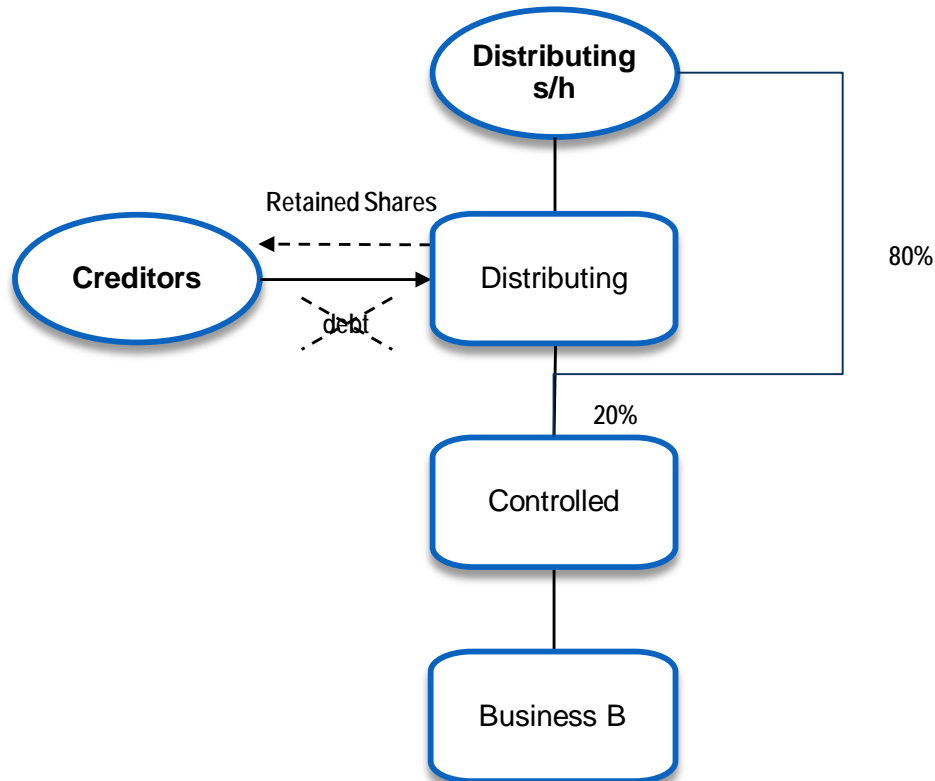 Distributing
s/h
Retained Shares
80%
Creditors
Distributing
debt
20%
Controlled
Business B